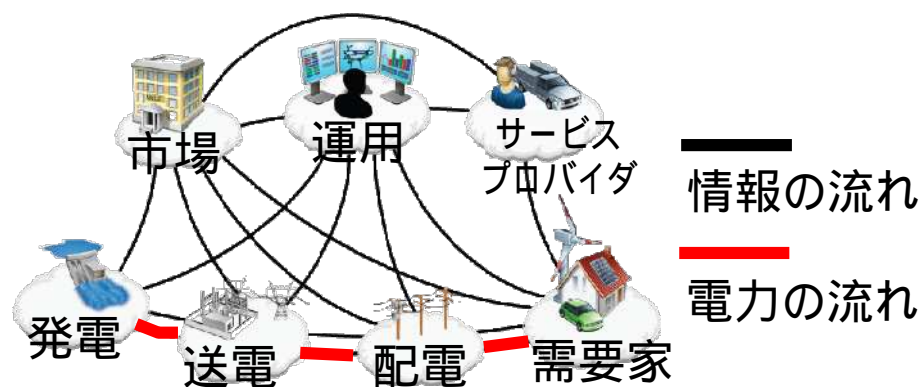 市場
運用
サービス
プロバイダ
情報の流れ
電力の流れ
発電
送電
配電
需要家